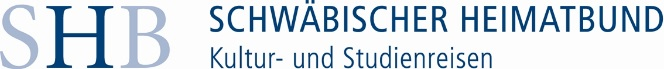 SHB
SCHWÄBISCHER HEIMATBUND
Kultur- und Studienreisen